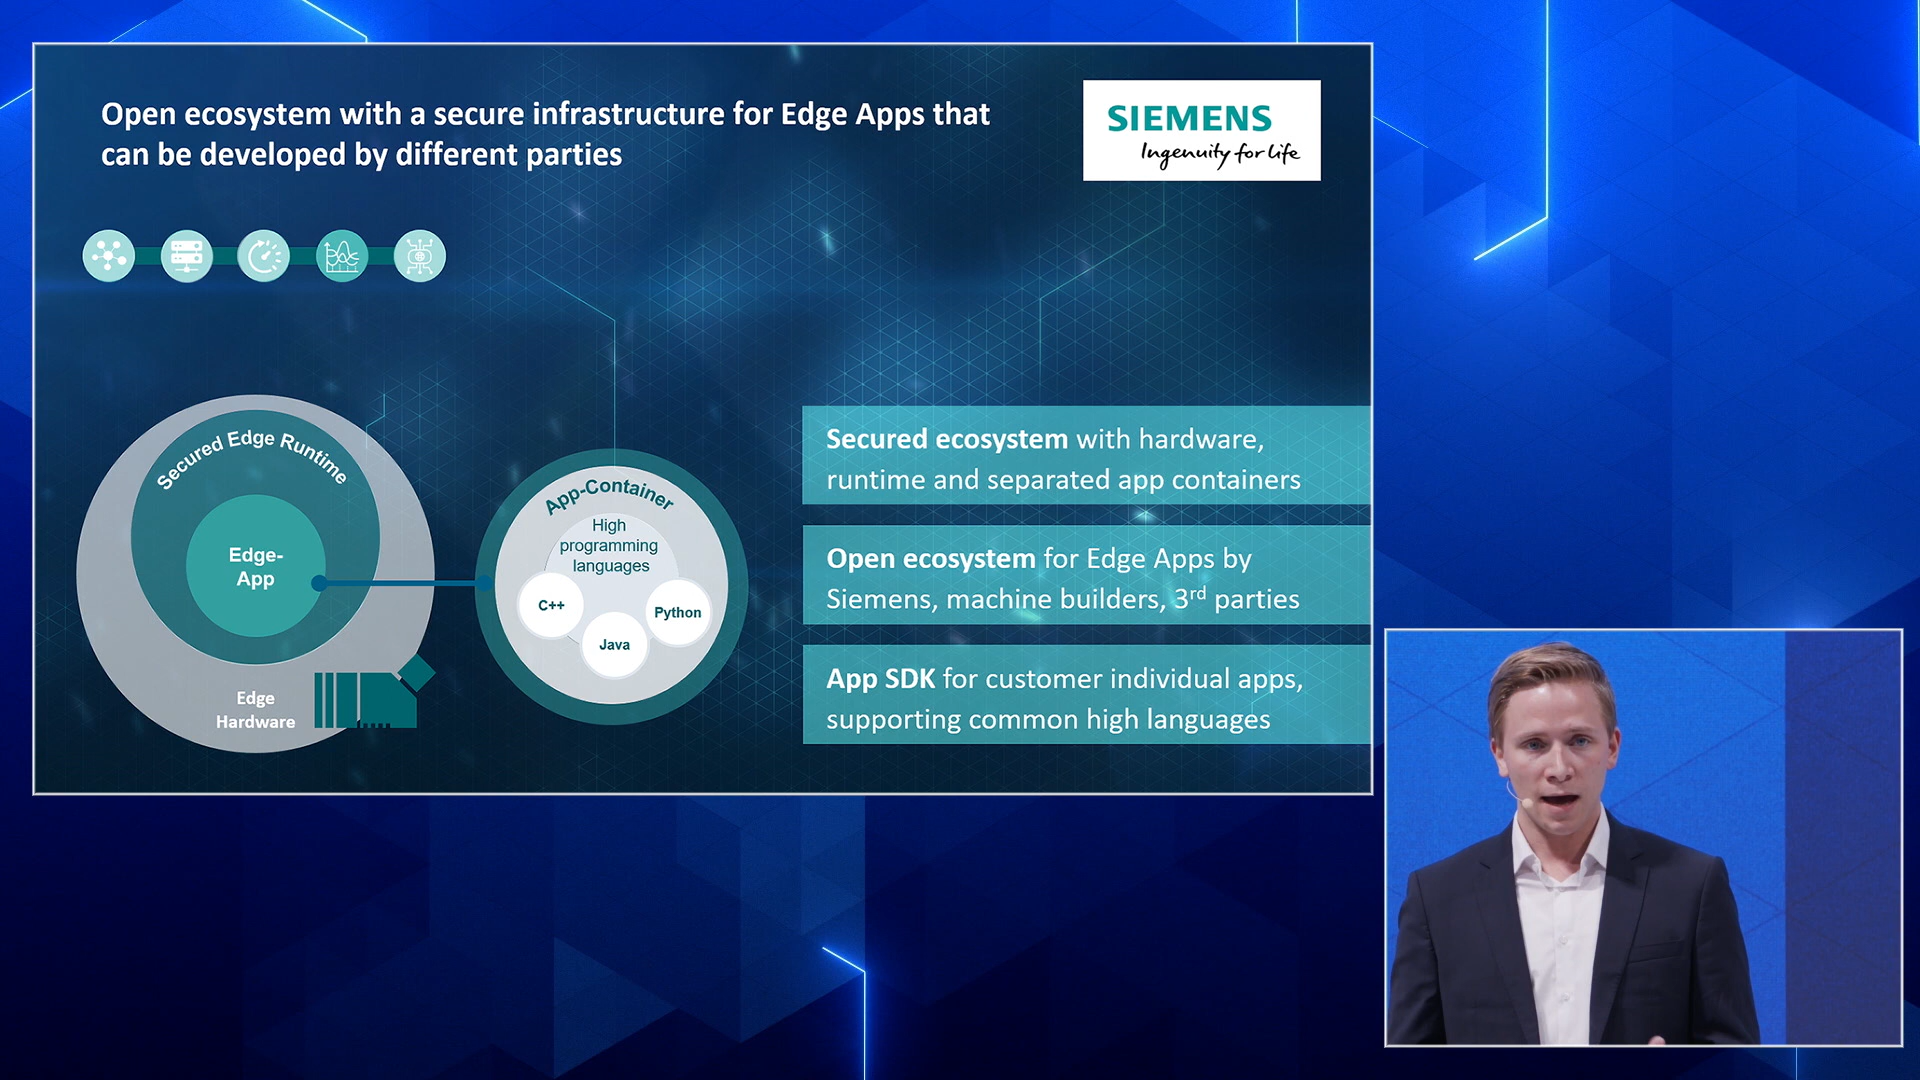 Open ecosystem with a secure infrastructure for Edge Apps that
can be developed by different parties
SIEMENS
Ingenuity for life
Secured Edge Runtime
Edge-
App
Edge
Hardware
App-Container
High
programming
languages
C++
Java
Python
Secured ecosystem with hardware,
runtime and separated app containers
Open ecosystem for Edge Apps by
Siemens, machine builders, 3rd parties
App SDK for customer individual apps,
supporting common high languages